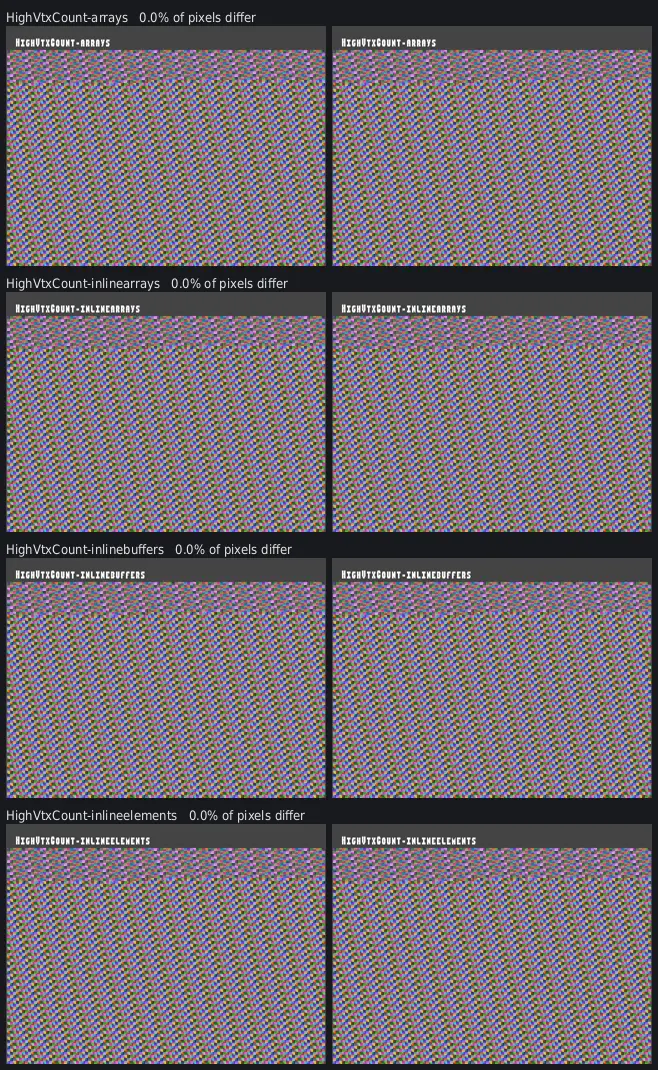 HighVtxCount-arrays 0.0% of pixels differ
HighVtxCount-arrays HighVtxCount-arrays
HighVtxCount-inlinearrays 0.0% of pixels differ
HighVtxCount-inlinearrays HighVtxCount-inlinearrays
HighVtxCount-inlinebuffers 0.0% of pixels differ
HighVtxCount-inlinebuffers HighVtxCount-inlinebuffers
HighVtxCount-inlineelements 0.0% of pixels differ
HighVtxCount-inlineelements HighVtxCount-inlineelements